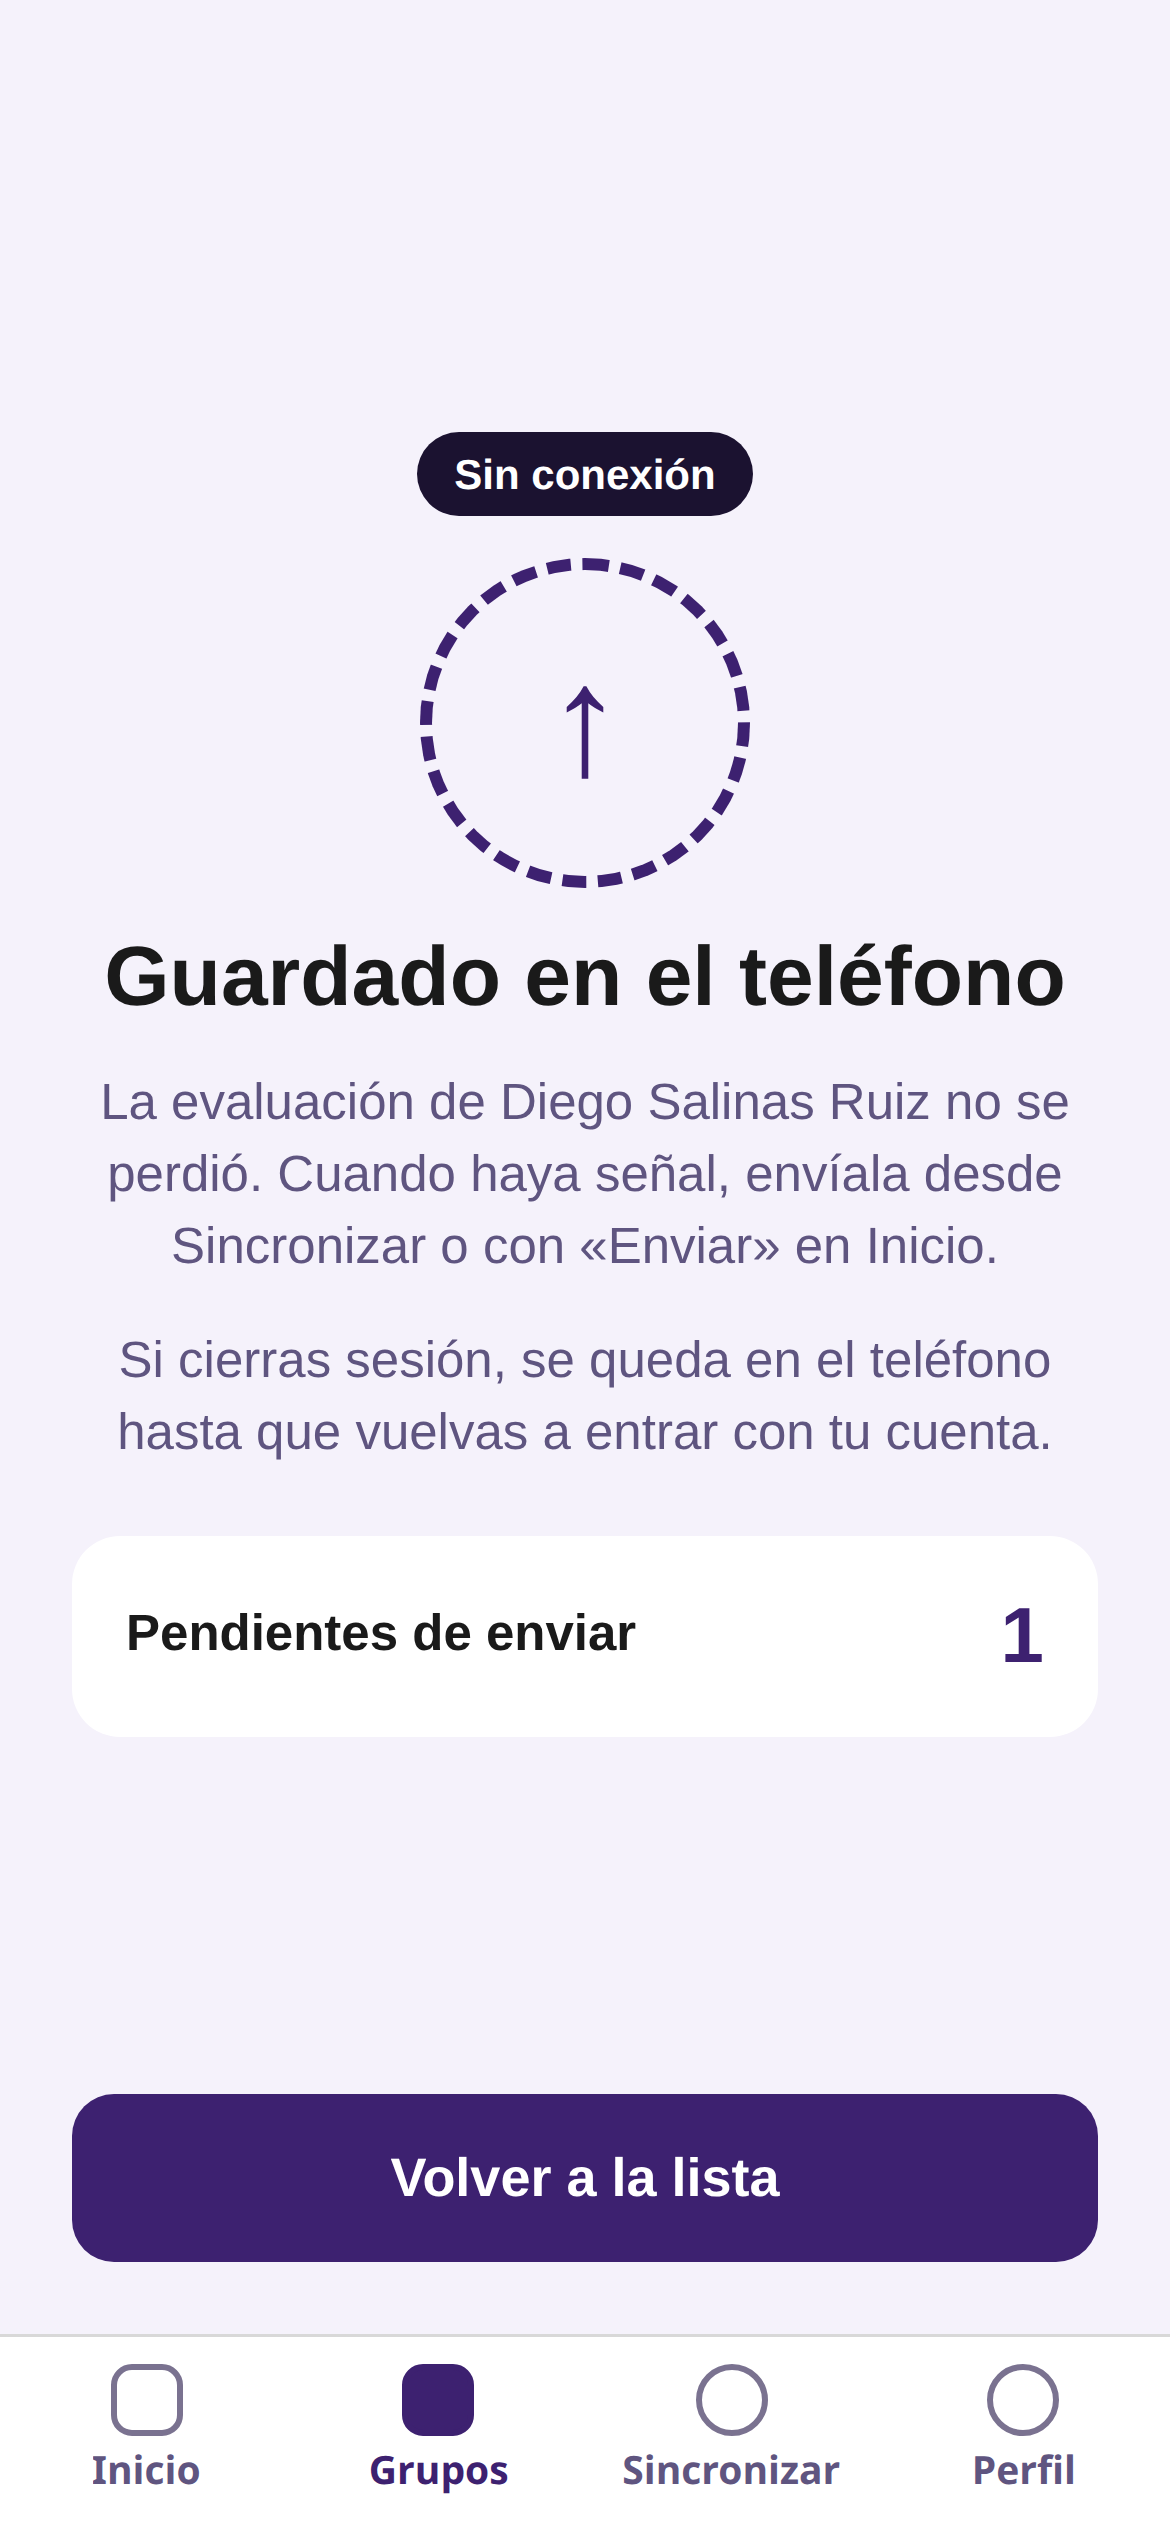 Sin conexión
↑
Guardado en el teléfono
La evaluación de Diego Salinas Ruiz no se
perdió. Cuando haya señal, envíala desde
Sincronizar o con «Enviar» en Inicio.
Si cierras sesión, se queda en el teléfono
hasta que vuelvas a entrar con tu cuenta.
Pendientes de enviar 1
Volver a la lista
Inicio Grupos Sincronizar Perfil